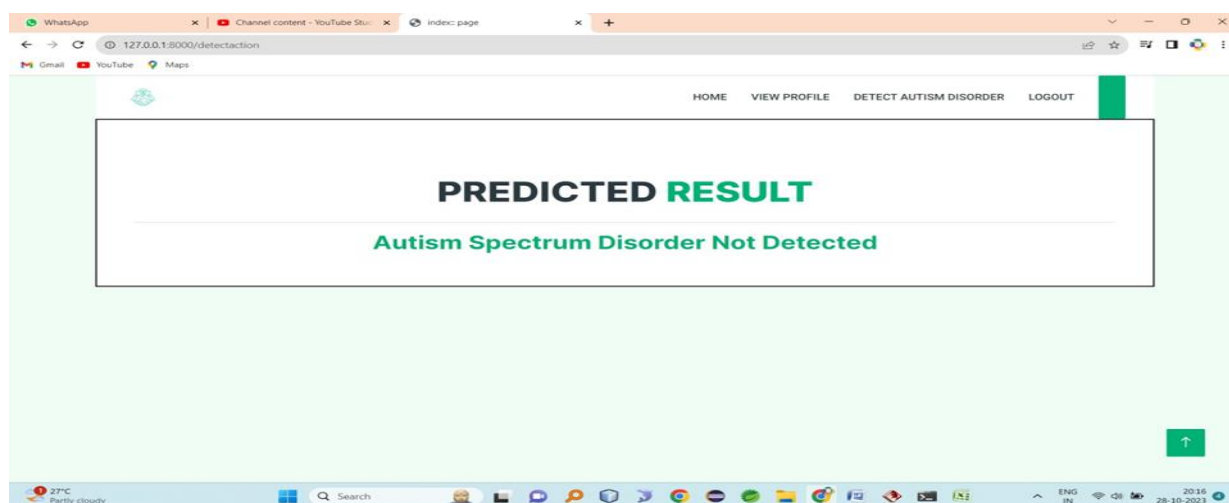 WhatsApp
Channel content - YouTube Stu
index:: page
127.0.0.1:8000/detectaction
Gmail
YouTube
Maps
HOME
VIEW PROFILE
DETECT AUTISM DISORDER
LOGOUT
PREDICTED RESULT
Autism Spectrum Disorder Not Detected
1
27°C
Partly cloudy
Search
ENG
IN
20:16
28-10-2023